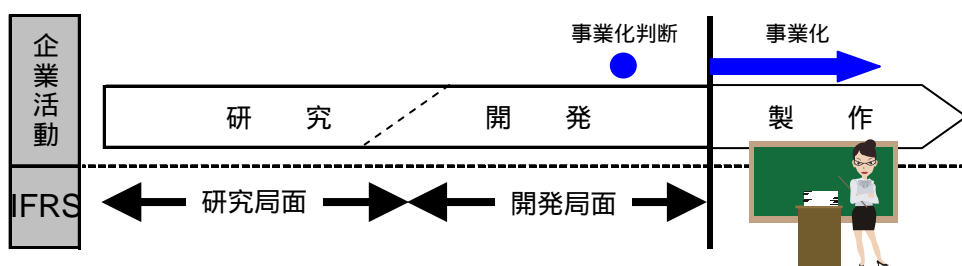 企業活動
事業化判断
事業化
研究
開発
製作
IFRS
研究局面
開発局面